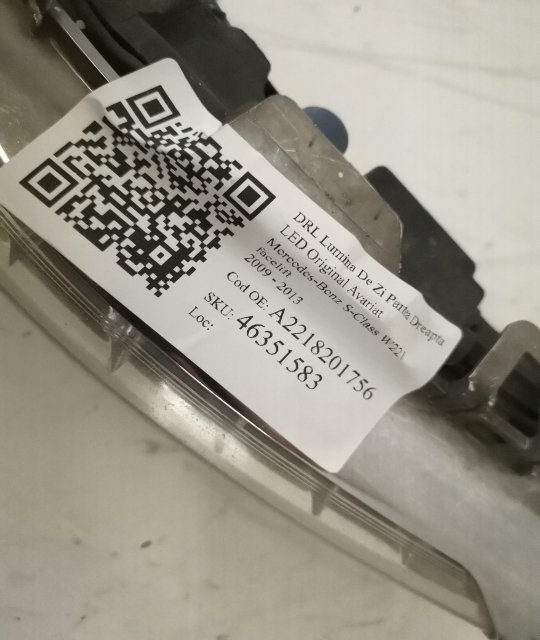 DRL Lumina De Zi Parte Dreapta
LED Original Avariat
Mercedes-Benz S-Class W221
facelift
2009 - 2013
Cod OE: A2218201756
SKU: 46351583
Loc: